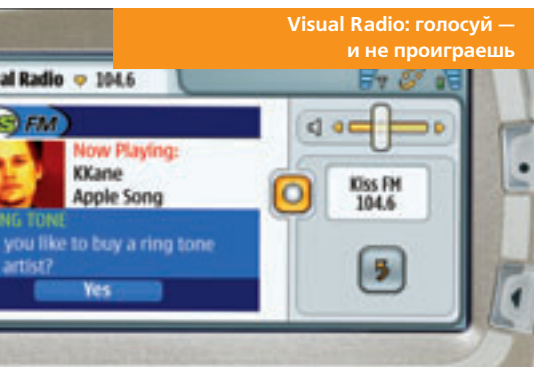 Visual Radio: голосуй —
и не проиграешь
al Radio 104.6
S FM
Now Playing:
KKane
Apple Song
NG TONE
you like to buy a ring tone
artist?
Yes
Kiss FM
104.6